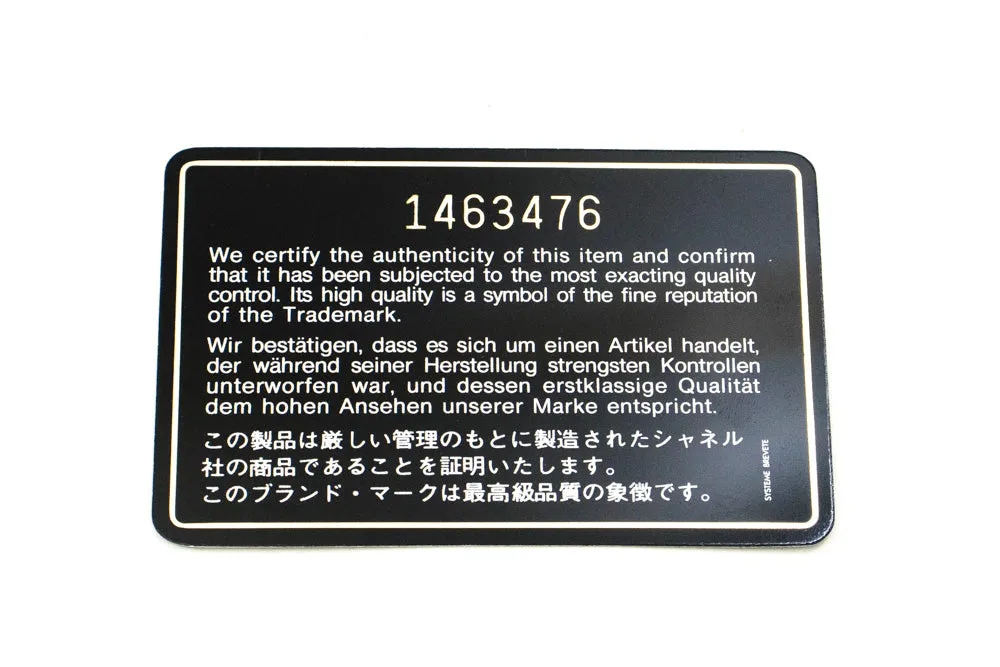 1463476
We certify the authenticity of this item and confirm
that it has been subjected to the most exacting quality
control. Its high quality is a symbol of the fine reputation
of the Trademark.
Wir bestätigen, dass es sich um einen Artikel handelt,
der während seiner Herstellung strengsten Kontrollen
unterworfen war, und dessen erstklassige Qualität
dem hohen Ansehen unserer Marke entspricht.
この製品は厳しい管理のもとに製造されたシャネル
社の商品であることを証明いたします。
このブランド・マークは最高級品質の象徴です。
SYSTEME BREVETE